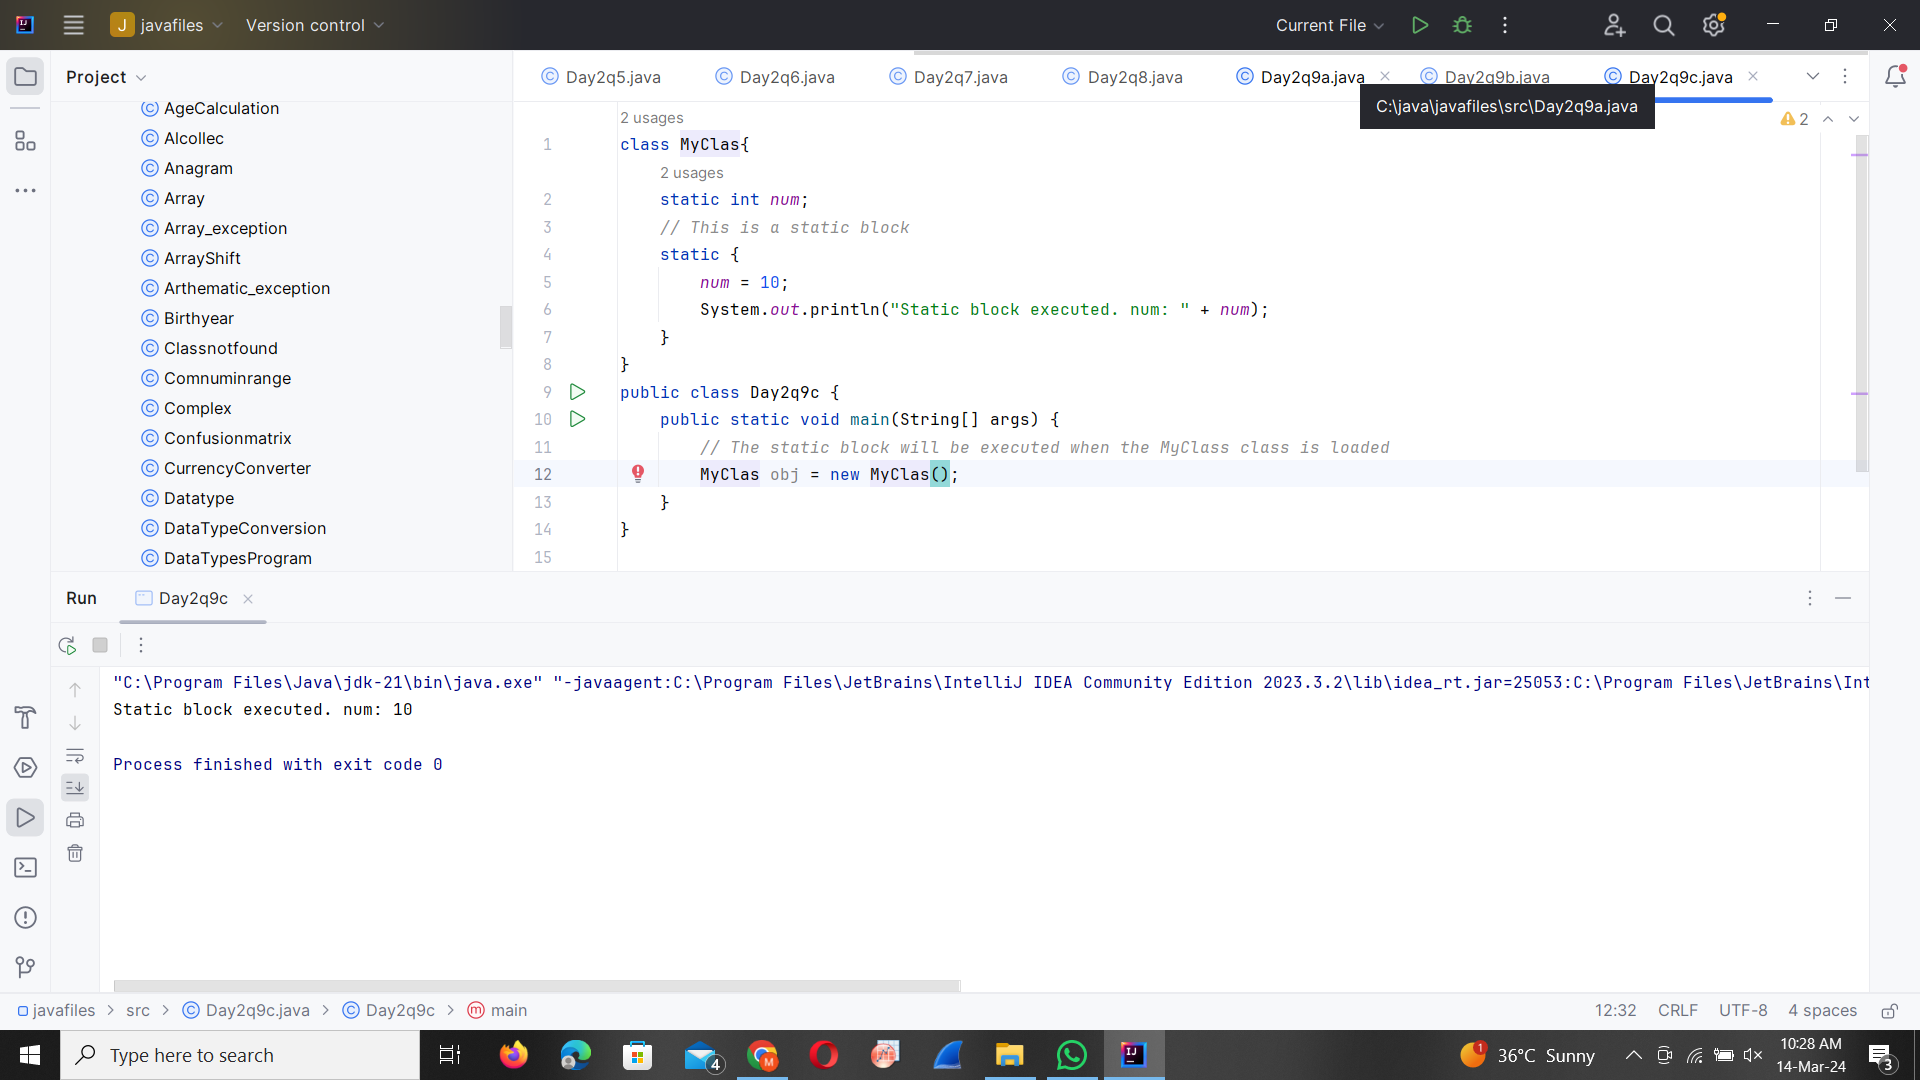 J javafiles Version control Current File
Project
AgeCalculation
Alcollec
Anagram
Array
Array_exception
ArrayShift
Arthematic_exception
Birthyear
Classnotfound
Comnuminrange
Complex
Confusionmatrix
CurrencyConverter
Datatype
DataTypeConversion
DataTypesProgram
Day2q5.java Day2q6.java Day2q7.java Day2q8.java Day2q9a.java Day2q9b.java Day2q9c.java
C:\java\javafiles\src\Day2q9a.java
2
2 usages
1 class MyClas{
2 usages
2 static int num;
3 // This is a static block
4 static {
5 num = 10;
6 System.out.println("Static block executed. num: " + num);
7 }
8 }
9 public class Day2q9c {
10 public static void main(String[] args) {
11 // The static block will be executed when the MyClass class is loaded
12 MyClas obj = new MyClas();
13 }
14 }
15
Run Day2q9c
"C:\Program Files\Java\jdk-21\bin\java.exe" "-javaagent:C:\Program Files\JetBrains\IntelliJ IDEA Community Edition 2023.3.2\lib\idea_rt.jar=25053:C:\Program Files\JetBrains\Int
Static block executed. num: 10
Process finished with exit code 0
javafiles > src > Day2q9c.java > Day2q9c > main 12:32 CRLF UTF-8 4 spaces
Type here to search 4 M 1 36°C Sunny 10:28 AM
14-Mar-24 3